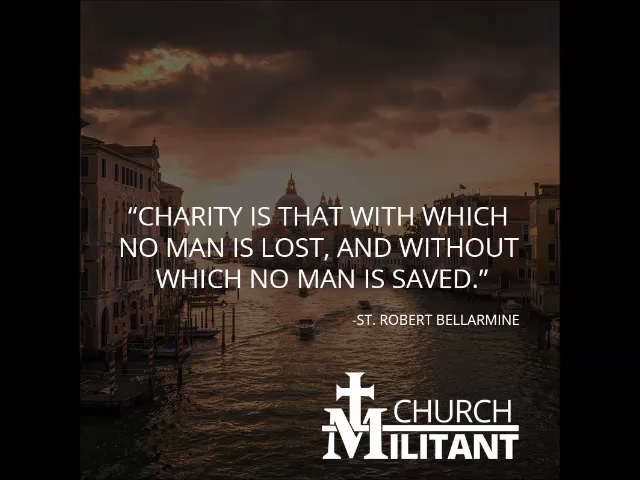 “CHARITY IS THAT WITH WHICH
NO MAN IS LOST, AND WITHOUT
WHICH NO MAN IS SAVED.”
-ST. ROBERT BELLARMINE
CHURCH
MILITANT